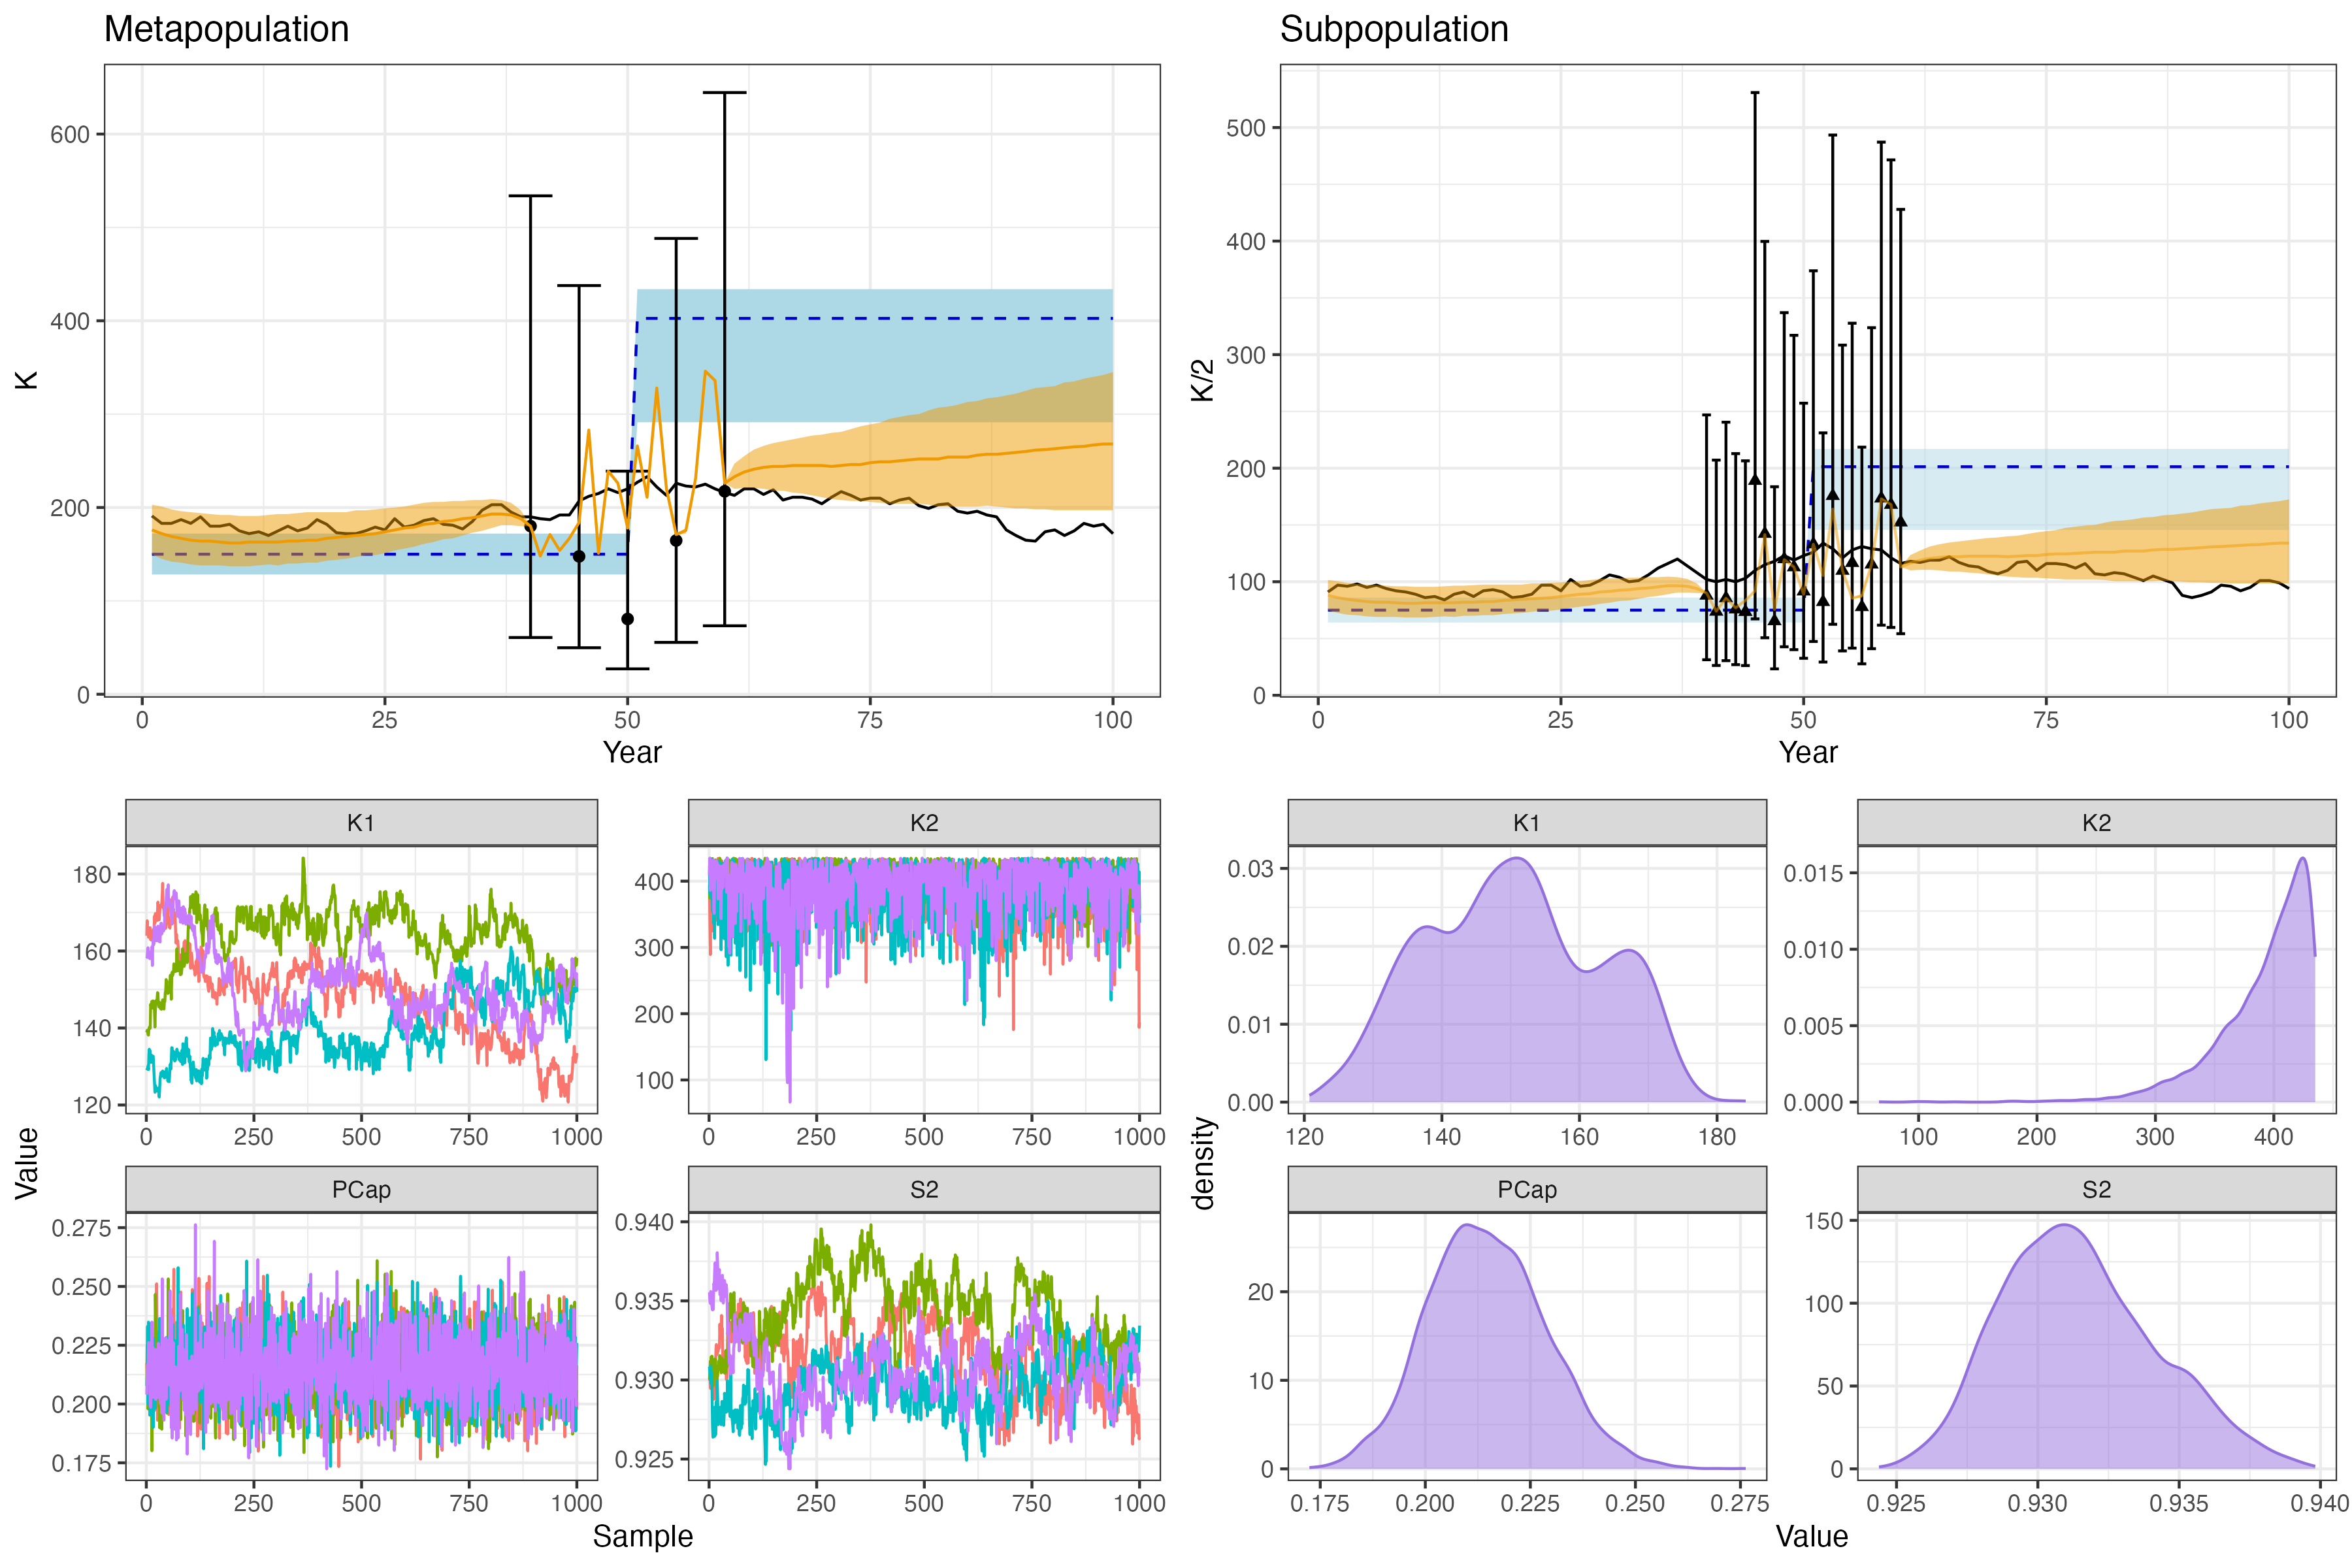 Metapopulation
Subpopulation
600
400
200
0
K
0 25 50 75 100
Year
500
400
300
200
100
0
K/2
0 25 50 75 100
Year
K1
K2
180
160
140
120
0 250 500 750 1000
400
300
200
100
0 250 500 750 1000
PCap
S2
0.275
0.250
0.225
0.200
0.175
0 250 500 750 1000
0.940
0.935
0.930
0.925
0 250 500 750 1000
Value
Sample
K1
K2
0.03
0.02
0.01
0.00
120 140 160 180
0.015
0.010
0.005
0.000
100 200 300 400
PCap
S2
20
10
0
0.175 0.200 0.225 0.250 0.275
150
100
50
0
0.925 0.930 0.935 0.940
density
Value